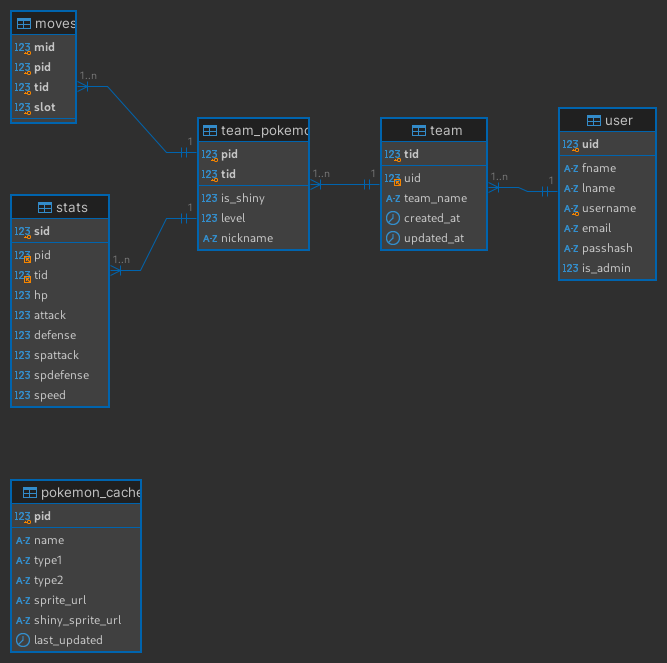 moves
123 mid
123 pid
123 tid
123 slot
1..n
1
team_pokemo
123 pid
123 tid
123 is_shiny
123 level
A-Z nickname
1..n
1
team
123 tid
123 uid
A-Z team_name
created_at
updated_at
1..n
1
user
123 uid
A-Z fname
A-Z lname
A-Z username
A-Z email
A-Z passhash
123 is_admin
stats
123 sid
123 pid
123 tid
123 hp
123 attack
123 defense
123 spattack
123 spdefense
123 speed
1..n
1
pokemon_cache
123 pid
A-Z name
A-Z type1
A-Z type2
A-Z sprite_url
A-Z shiny_sprite_url
last_updated